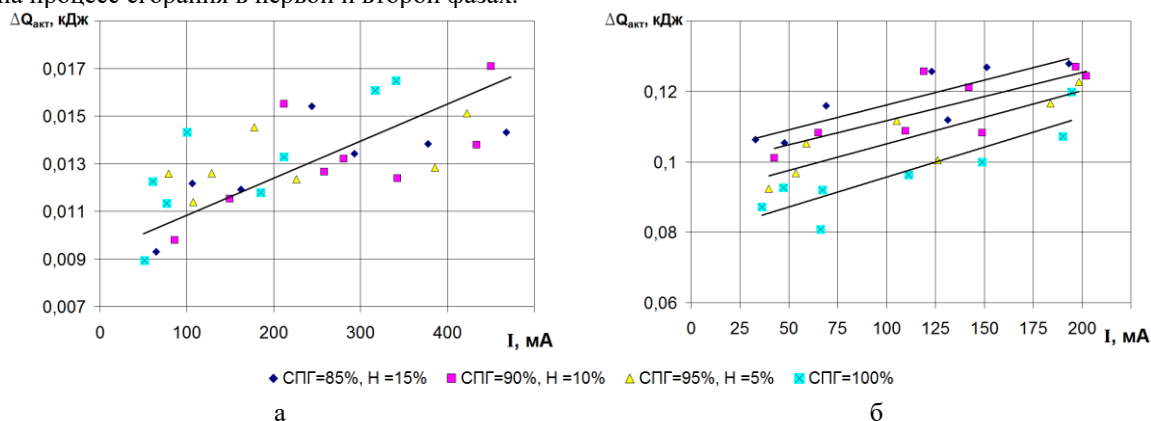 на процесс сгорания в первой и второй фазах.
ΔQакт, кДж
0,017
0,015
0,013
0,011
0,009
0,007
0 100 200 300 400
I, мА
ΔQакт, кДж
0,12
0,1
0,08
0,06
0 25 50 75 100 125 150 175 200
I, мА
СПГ=85%, Н =15% СПГ=90%, Н =10% СПГ=95%, Н =5% СПГ=100%
а б